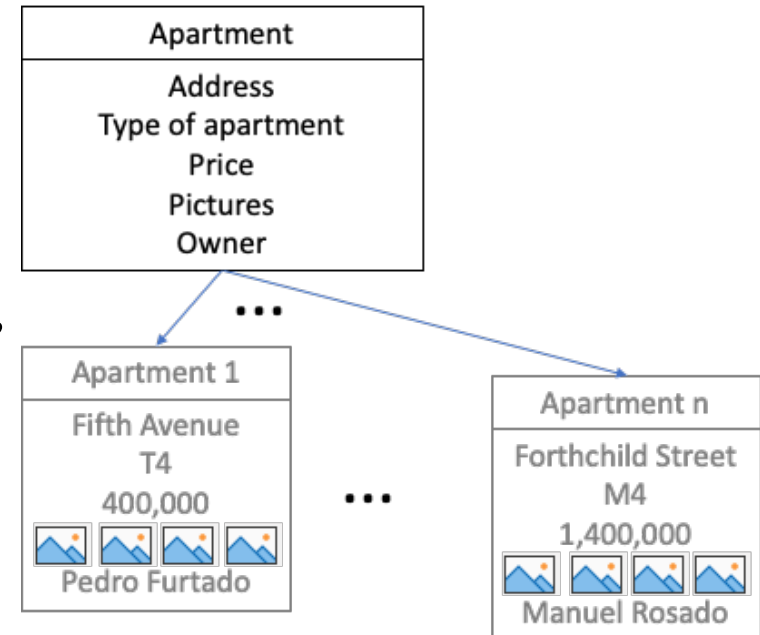 Apartment
Address
Type of apartment
Price
Pictures
Owner
...
Apartment 1
Fifth Avenue
T4
400,000
Pedro Furtado
...
Apartment n
Forthchild Street
M4
1,400,000
Manuel Rosado